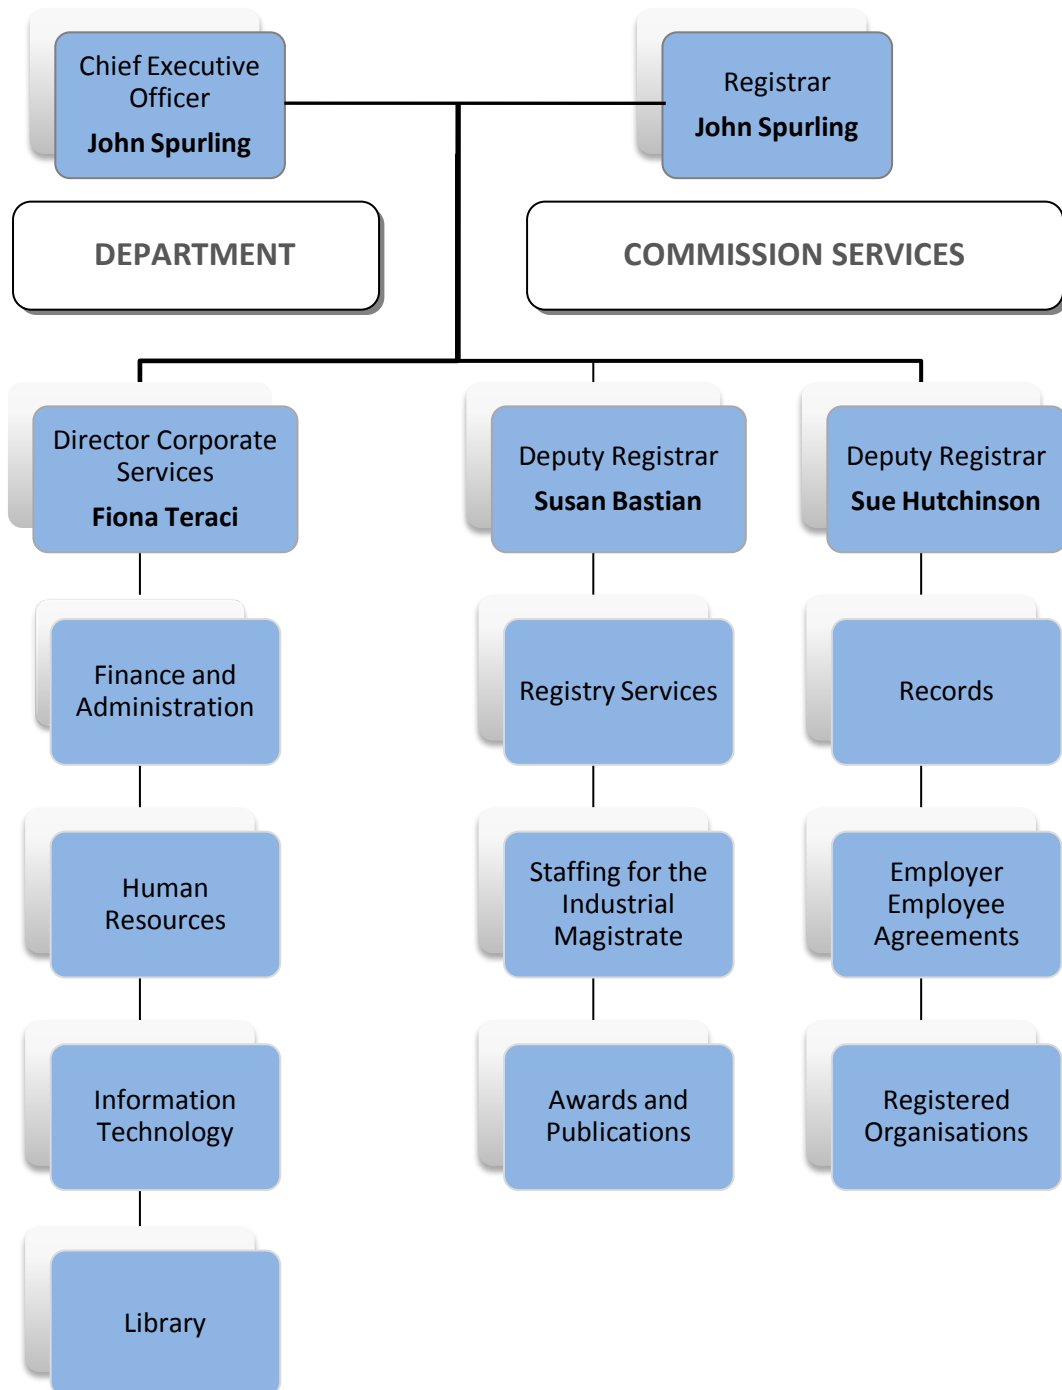 Chief Executive
Officer
John Spurling
Registrar
John Spurling
DEPARTMENT
COMMISSION SERVICES
Director Corporate
Services
Fiona Teraci
Deputy Registrar
Susan Bastian
Deputy Registrar
Sue Hutchinson
Finance and
Administration
Registry Services
Records
Human
Resources
Staffing for the
Industrial
Magistrate
Employer
Employee
Agreements
Information
Technology
Awards and
Publications
Registered
Organisations
Library